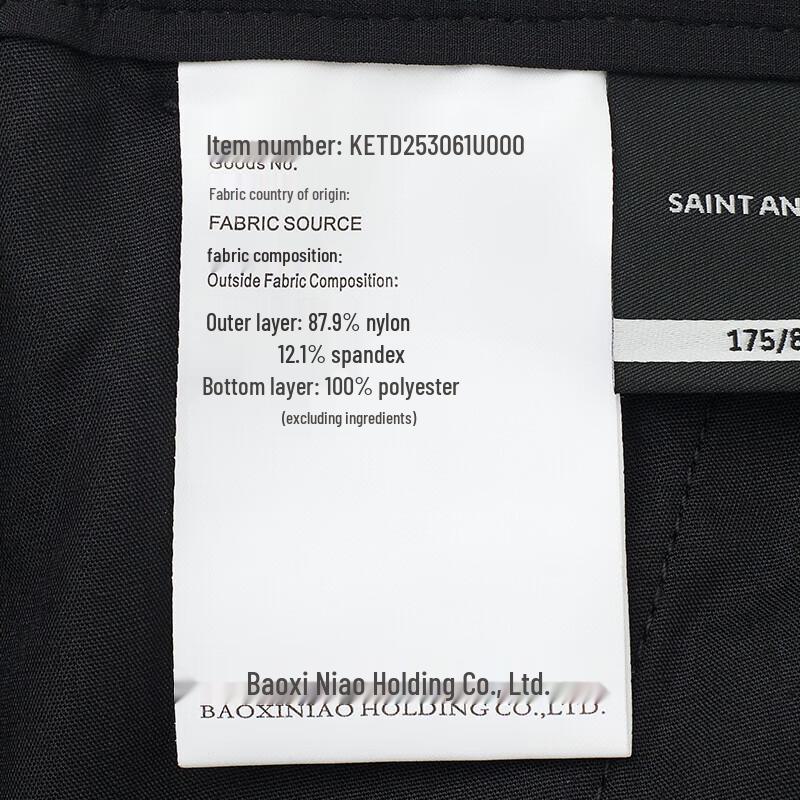 Item number: KETD253061U000
Goods No.
Fabric country of origin:
FABRIC SOURCE
fabric composition:
Outside Fabric Composition:
Outer layer: 87.9% nylon
12.1% spandex
Bottom layer: 100% polyester
(excluding ingredients)
Baoxi Niao Holding Co., Ltd.
BAOXINIAO HOLDING CO.,LTD.
SAINT AN
175/8